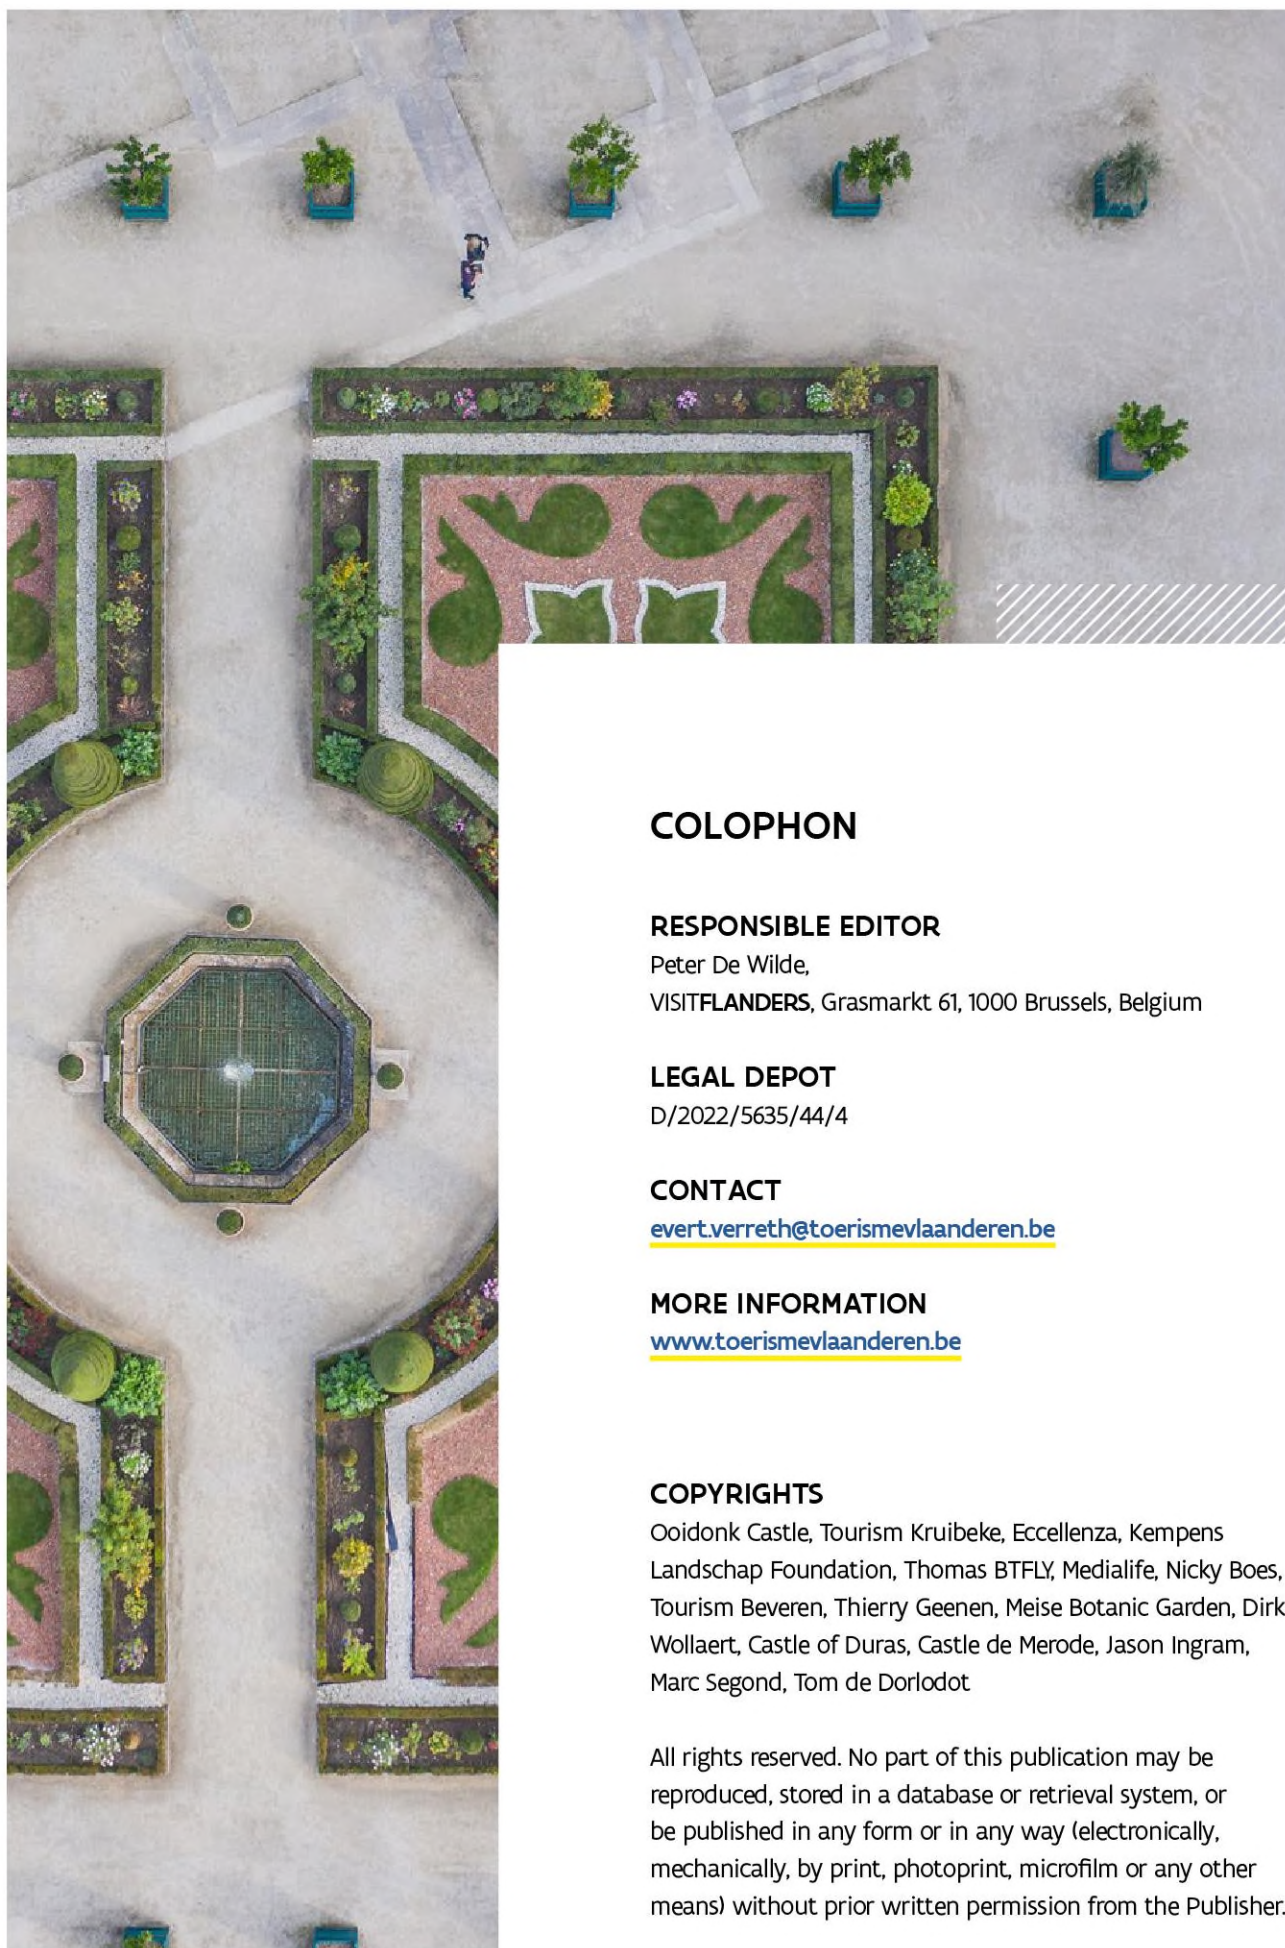 COLOPHON
RESPONSIBLE EDITOR
Peter De Wilde,
VISITFLANDERS, Grasmarkt 61, 1000 Brussels, Belgium
LEGAL DEPOT
D/2022/5635/44/4
CONTACT
evert.verreth@toerismevlaanderen.be
MORE INFORMATION
www.toerismevlaanderen.be
COPYRIGHTS
Ooidonk Castle, Tourism Kruibeke, Eccellenza, Kempens
Landschap Foundation, Thomas BTFLY, Medialife, Nicky Boes,
Tourism Beveren, Thierry Geenen, Meise Botanic Garden, Dirk
Wollaert, Castle of Duras, Castle de Merode, Jason Ingram,
Marc Segond, Tom de Dorlodot
All rights reserved. No part of this publication may be
reproduced, stored in a database or retrieval system, or
be published in any form or in any way (electronically,
mechanically, by print, photoprint, microfilm or any other
means) without prior written permission from the Publisher.